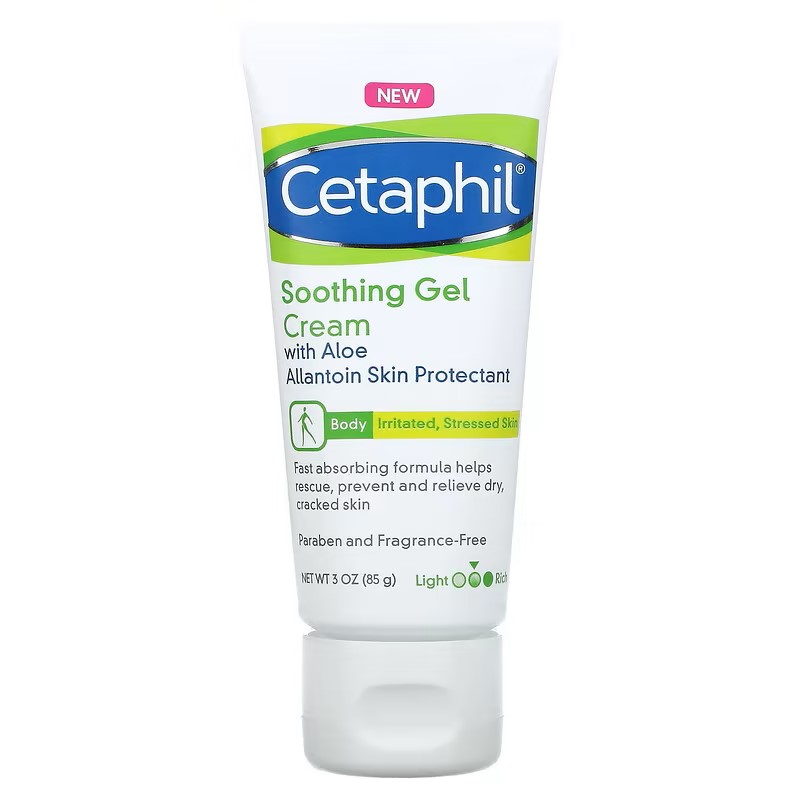 NEW
Cetaphil®
Soothing Gel
Cream
with Aloe
Allantoin Skin Protectant
Body Irritated, Stressed Skin
Fast absorbing formula helps
rescue, prevent and relieve dry,
cracked skin
Paraben and Fragrance-Free
NET WT 3 OZ (85 g) Light Rich